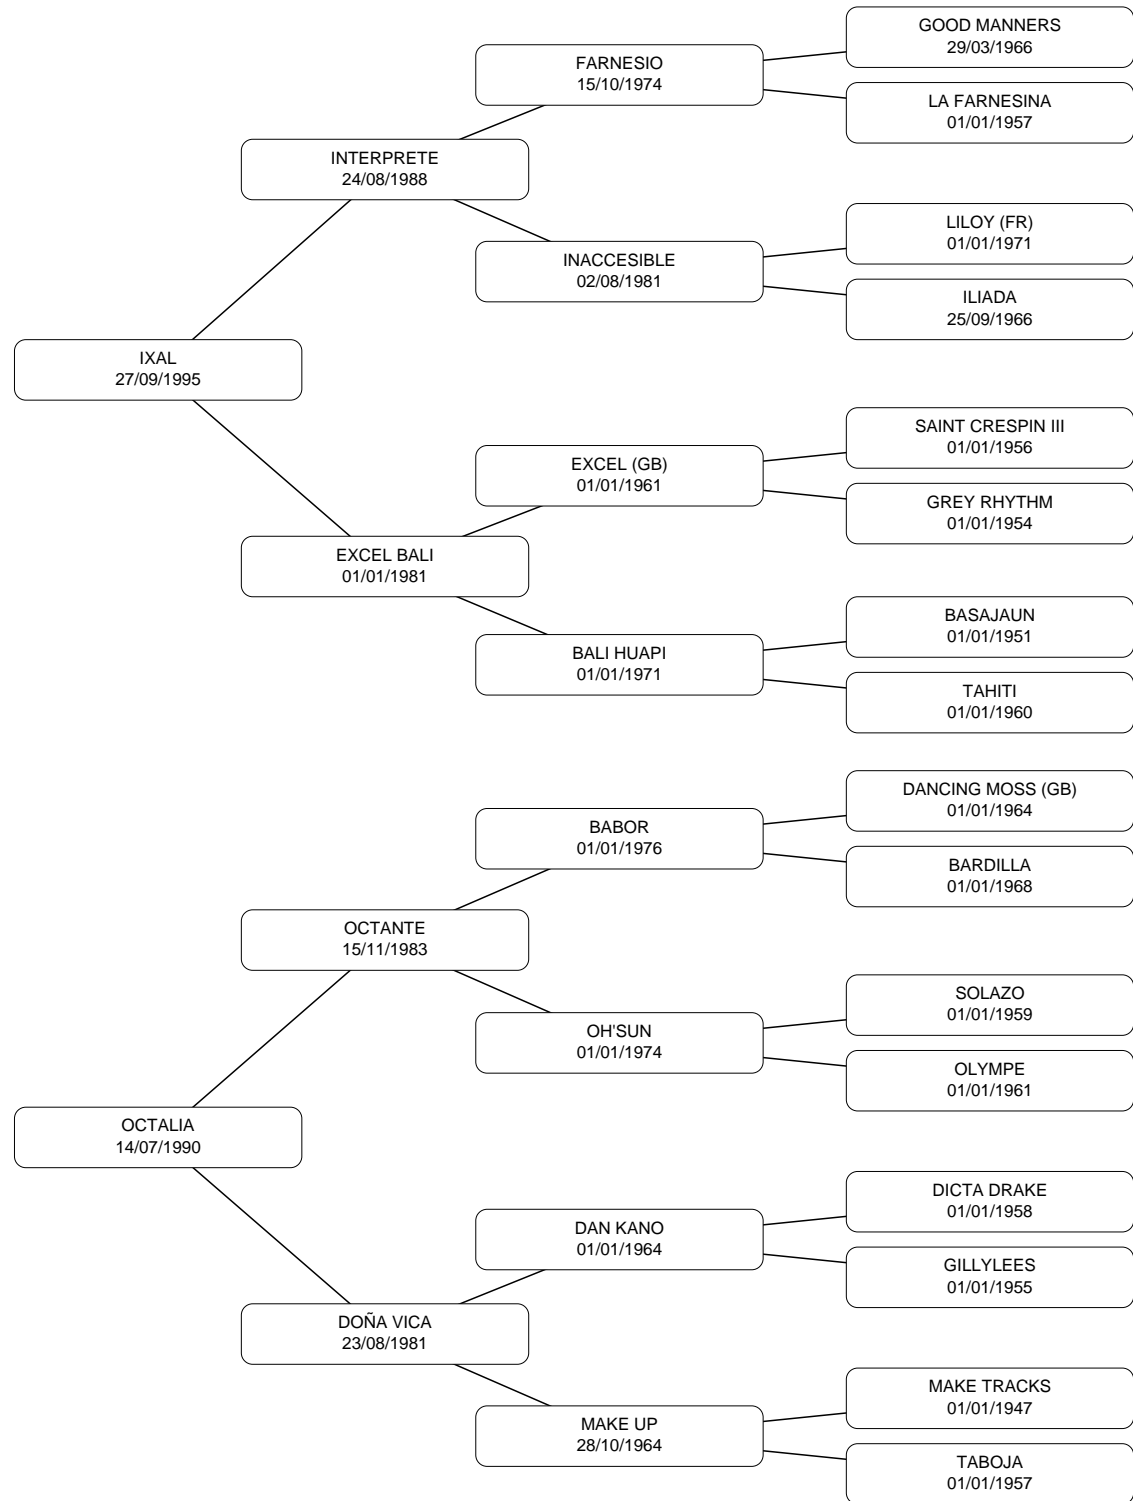 GOOD MANNERS
29/03/1966
FARNESIO
15/10/1974
LA FARNESINA
01/01/1957
INTERPRETE
24/08/1988
LILOY (FR)
01/01/1971
INACCESIBLE
02/08/1981
ILIADA
25/09/1966
IXAL
27/09/1995
SAINT CRESPIN III
01/01/1956
EXCEL (GB)
01/01/1961
GREY RHYTHM
01/01/1954
EXCEL BALI
01/01/1981
BASAJAUN
01/01/1951
BALI HUAPI
01/01/1971
TAHITI
01/01/1960
DANCING MOSS (GB)
01/01/1964
BABOR
01/01/1976
BARDILLA
01/01/1968
OCTANTE
15/11/1983
SOLAZO
01/01/1959
OH'SUN
01/01/1974
OLYMPE
01/01/1961
OCTALIA
14/07/1990
DICTA DRAKE
01/01/1958
DAN KANO
01/01/1964
GILLYLEES
01/01/1955
DOÑA VICA
23/08/1981
MAKE TRACKS
01/01/1947
MAKE UP
28/10/1964
TABOJA
01/01/1957